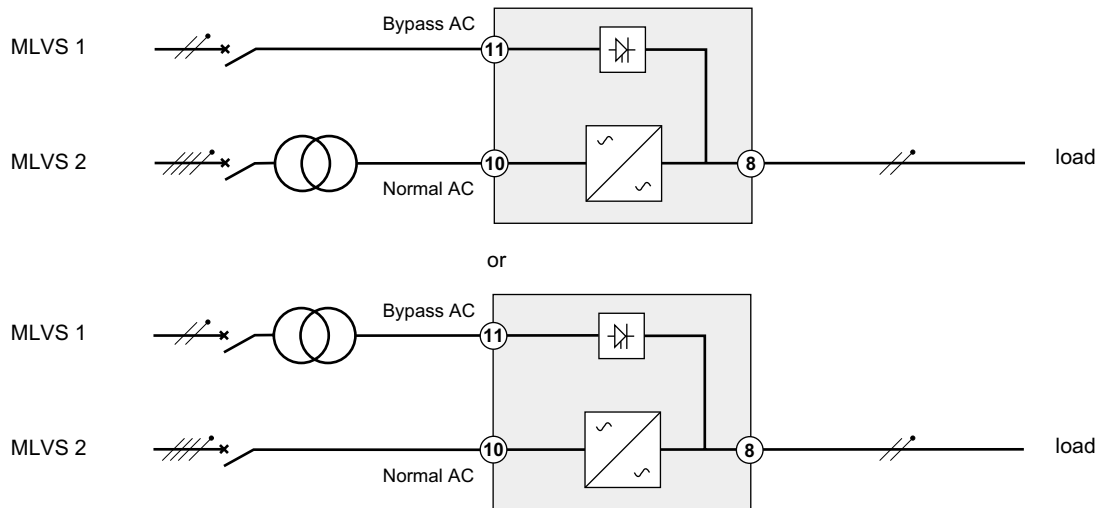 Bypass AC
MLVS 1
11
MLVS 2
10
8
load
Normal AC
or
Bypass AC
MLVS 1
11
MLVS 2
10
8
load
Normal AC